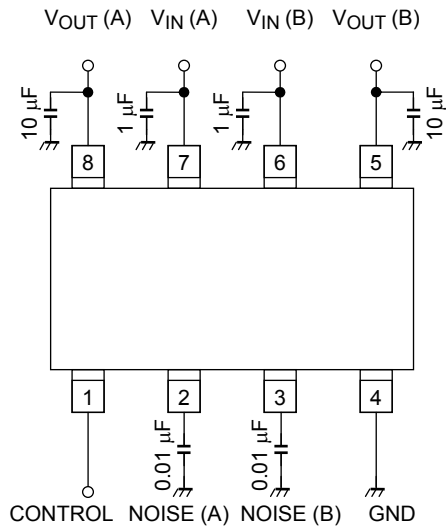 VOUT (A) VIN (A) VIN (B) VOUT (B)
10 μF 1 μF 1 μF 10 μF
8 7 6 5
1 2 3 4
0.01 μF 0.01 μF
CONTROL NOISE (A) NOISE (B) GND